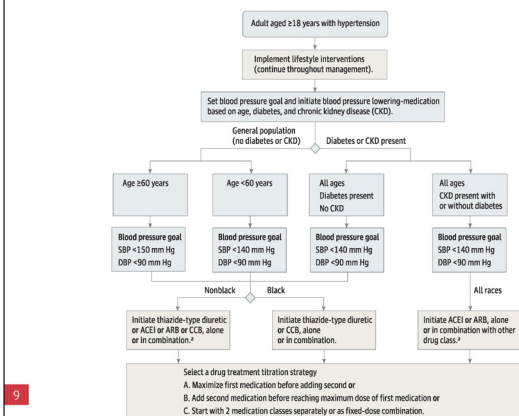 Adult aged ≥18 years with hypertension
Implement lifestyle interventions
(continue throughout management).
Set blood pressure goal and initiate blood pressure lowering-medication
based on age, diabetes, and chronic kidney disease (CKD).
General population
(no diabetes or CKD)
Diabetes or CKD present
Age ≥60 years
Age <60 years
All ages
Diabetes present
No CKD
All ages
CKD present with
or without diabetes
Blood pressure goal
SBP <150 mm Hg
DBP <90 mm Hg
Blood pressure goal
SBP <140 mm Hg
DBP <90 mm Hg
Blood pressure goal
SBP <140 mm Hg
DBP <90 mm Hg
Blood pressure goal
SBP <140 mm Hg
DBP <90 mm Hg
Nonblack
Black
All races
Initiate thiazide-type diuretic
or ACEI or ARB or CCB, alone
or in combination.a
Initiate thiazide-type diuretic
or CCB, alone
or in combination.
Initiate ACEI or ARB, alone
or in combination with other
drug class.a
Select a drug treatment titration strategy
A. Maximize first medication before adding second or
B. Add second medication before reaching maximum dose of first medication or
C. Start with 2 medication classes separately or as fixed-dose combination.
9